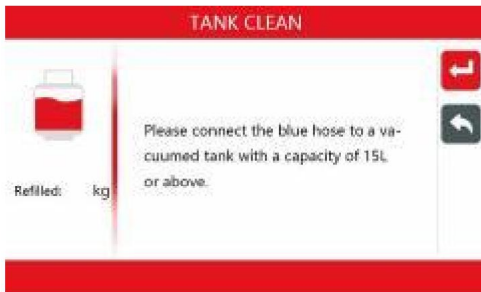 TANK CLEAN
Please connect the blue hose to a va-
cuumed tank with a capacity of 15L
or above.
Refilled: kg